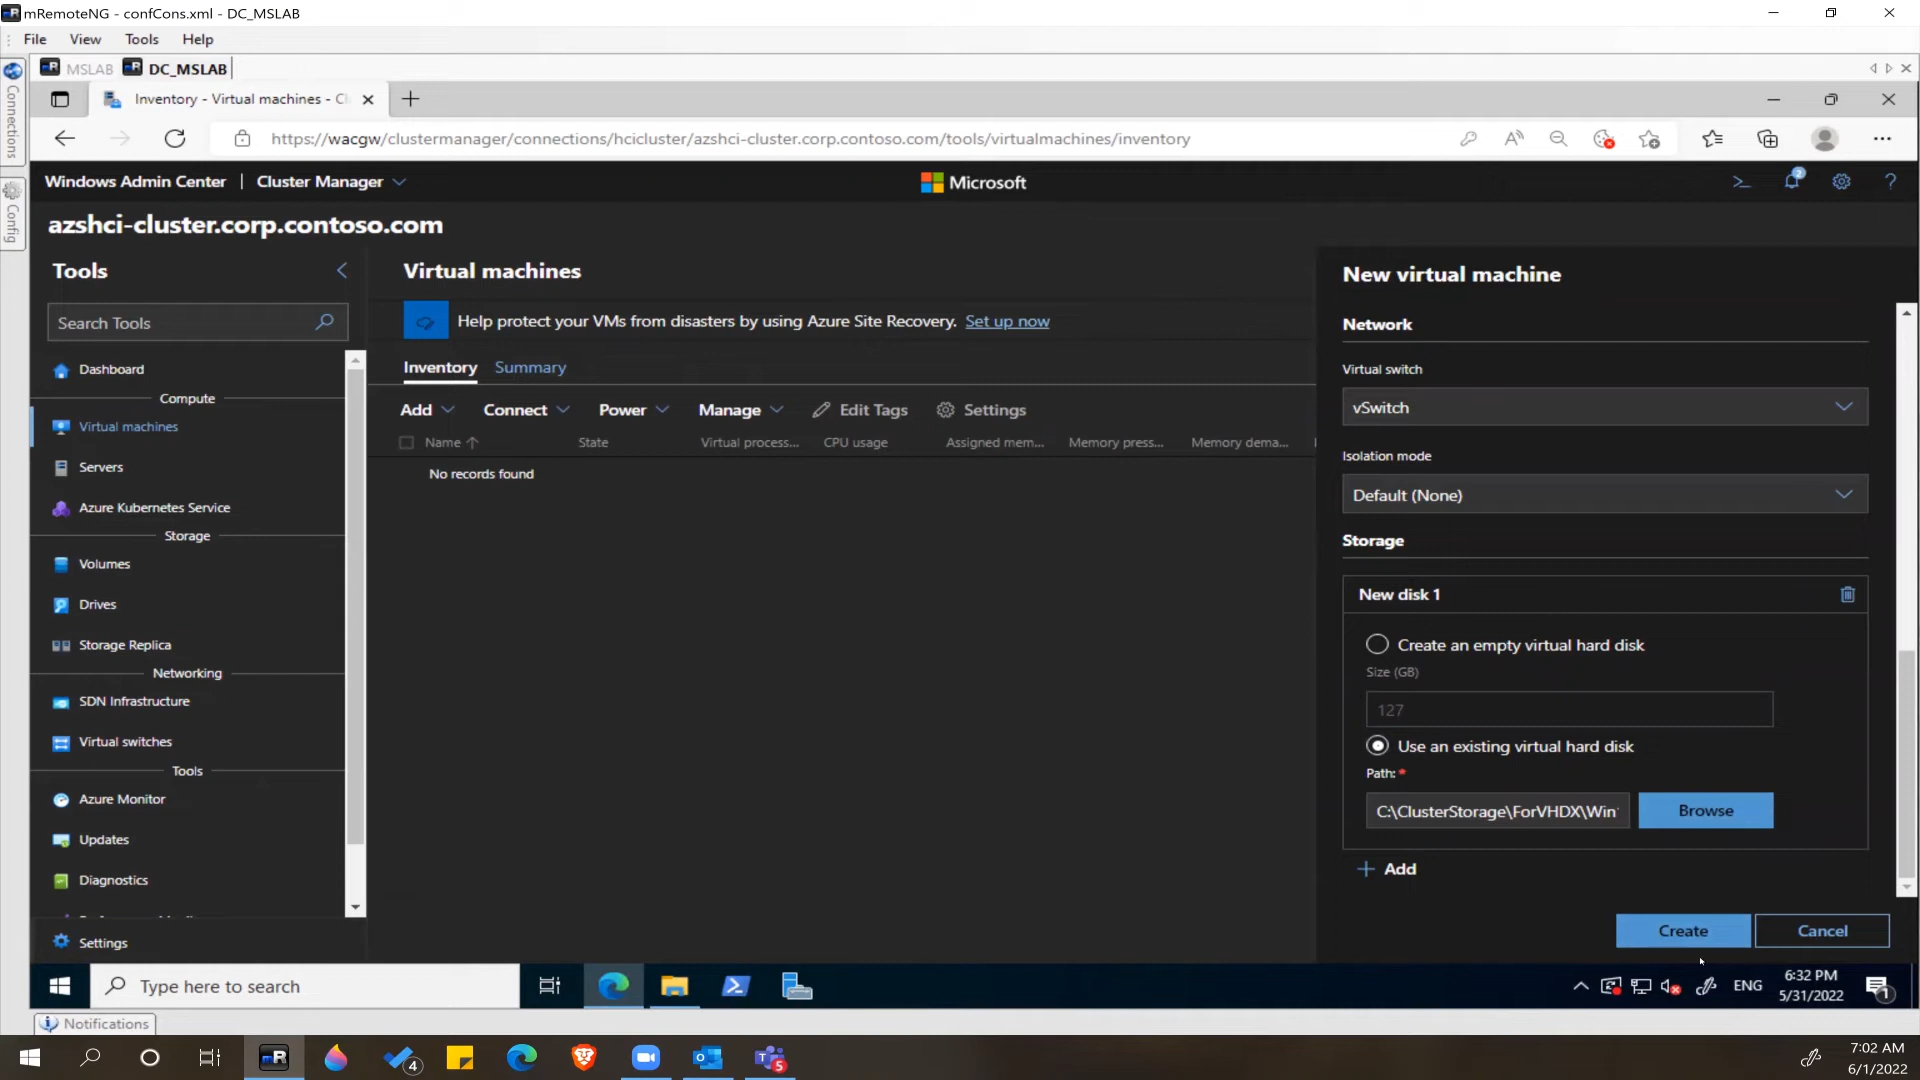 mRemoteNG - confCons.xml - DC_MSLAB
File View Tools Help
MSLAB DC_MSLAB
Connections
Config
Inventory - Virtual machines - Cl
https://wacgw/clustermanager/connections/hcicluster/azshci-cluster.corp.contoso.com/tools/virtualmachines/inventory
Windows Admin Center | Cluster Manager
Microsoft
2
azshci-cluster.corp.contoso.com
Tools
Search Tools
Dashboard
Compute
Virtual machines
Servers
Azure Kubernetes Service
Storage
Volumes
Drives
Storage Replica
Networking
SDN Infrastructure
Virtual switches
Tools
Azure Monitor
Updates
Diagnostics
Settings
Virtual machines
Help protect your VMs from disasters by using Azure Site Recovery. Set up now
Inventory Summary
Add Connect Power Manage Edit Tags Settings
Name State Virtual process... CPU usage Assigned mem... Memory press... Memory dema...
No records found
New virtual machine
Network
Virtual switch
vSwitch
Isolation mode
Default (None)
Storage
New disk 1
Create an empty virtual hard disk
Size (GB)
127
Use an existing virtual hard disk
Path: *
C:\ClusterStorage\ForVHDX\Win
Browse
+ Add
Create Cancel
Type here to search
ENG
6:32 PM
5/31/2022
1
Notifications
mR
4
5
7:02 AM
6/1/2022